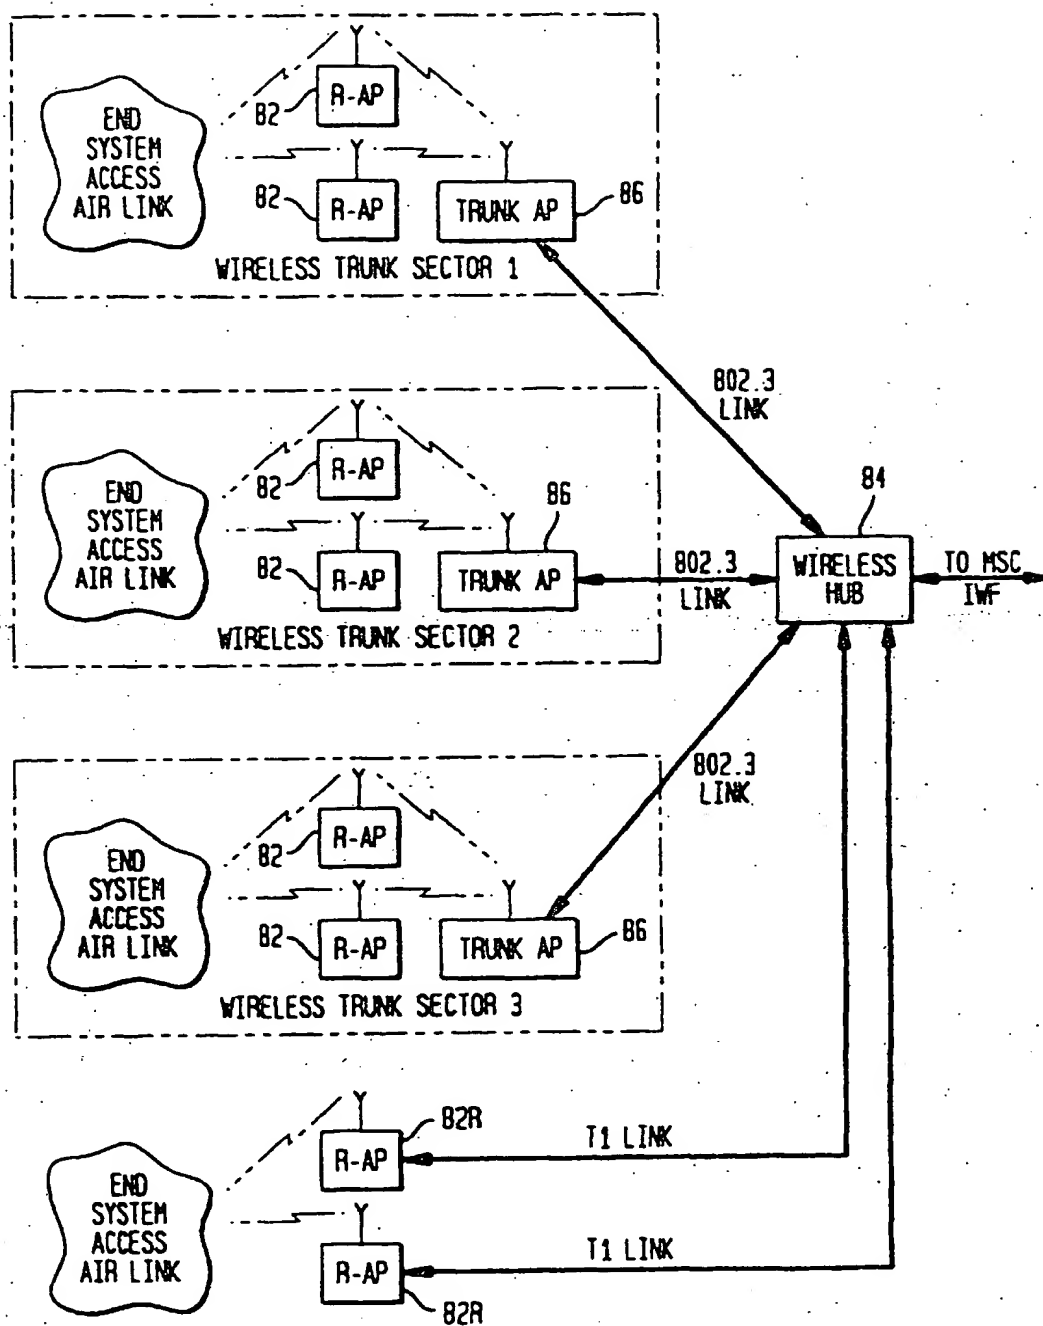 82
R-AP
END
SYSTEM
ACCESS
AIR LINK
82
R-AP
TRUNK AP
86
WIRELESS TRUNK SECTOR 1
802.3
LINK
82
R-AP
END
SYSTEM
ACCESS
AIR LINK
82
R-AP
86
TRUNK AP
WIRELESS TRUNK SECTOR 2
802.3
LINK
84
WIRELESS
HUB
TO MSC
IWF
802.3
LINK
82
R-AP
END
SYSTEM
ACCESS
AIR LINK
82
R-AP
TRUNK AP
86
WIRELESS TRUNK SECTOR 3
82R
R-AP
T1 LINK
END
SYSTEM
ACCESS
AIR LINK
R-AP
T1 LINK
82R